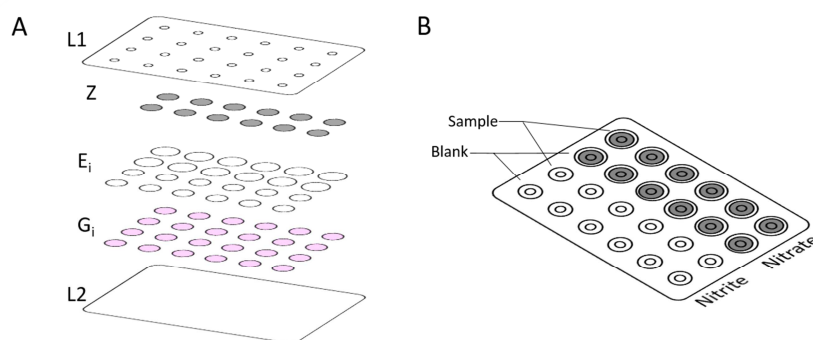 A
L1
Z
Ei
Gi
L2
B
Sample
Blank
Nitrite
Nitrate